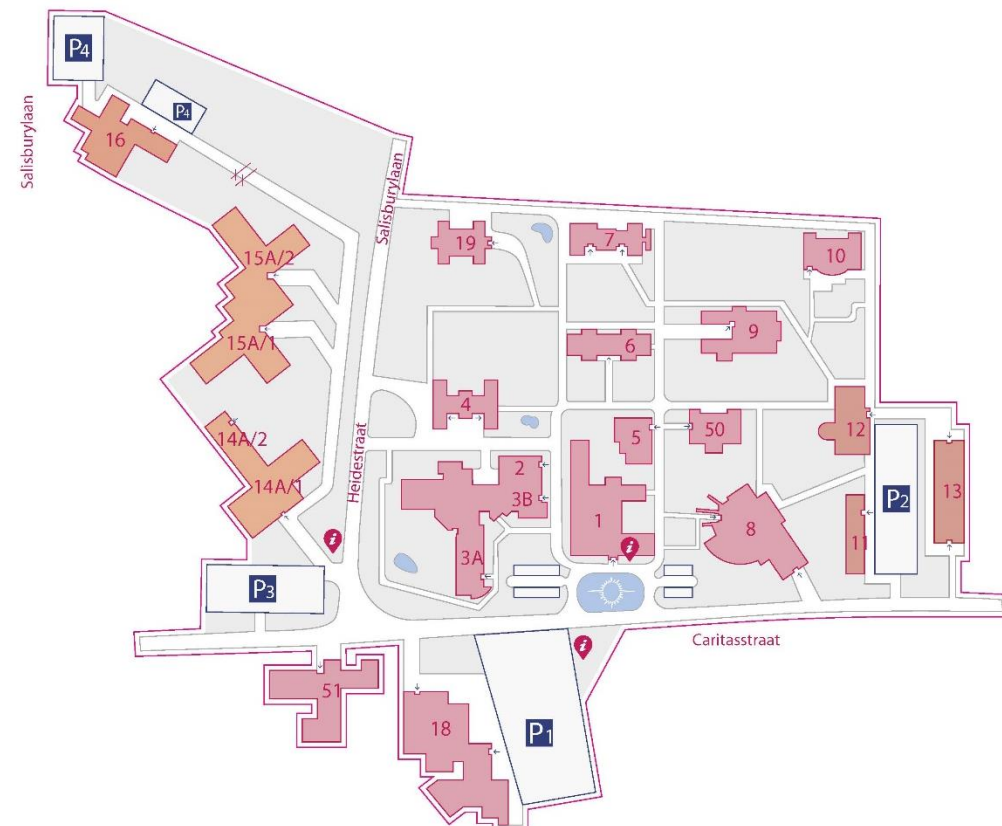 P4
P4
16
Salisburylaan
Salisburylaan
15A/2
15A/1
19
7
10
6
9
4
14A/2
14A/1
Heidestraat
5
50
12
2
3B
1
8
P2
13
11
3A
i
i
P3
Caritasstraat
i
51
18
P1